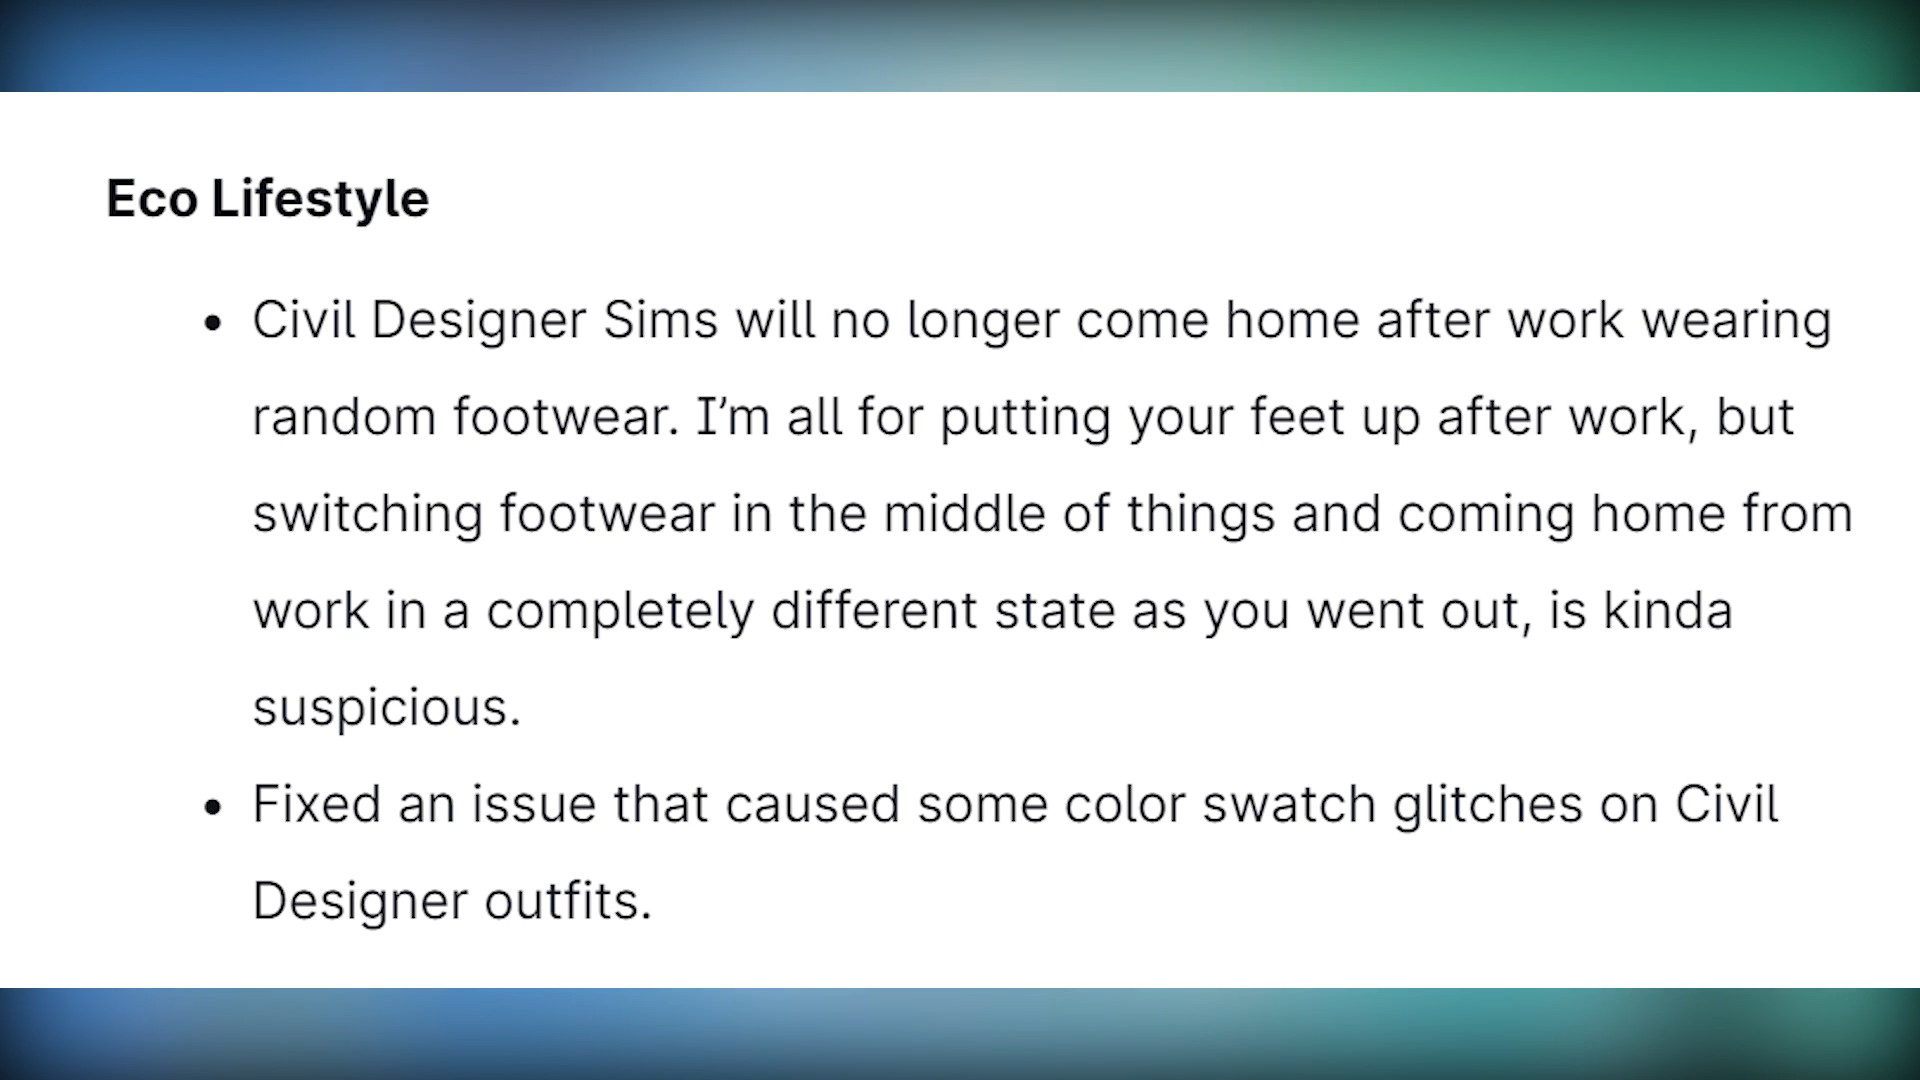 Eco Lifestyle
• Civil Designer Sims will no longer come home after work wearing
random footwear. I’m all for putting your feet up after work, but
switching footwear in the middle of things and coming home from
work in a completely different state as you went out, is kinda
suspicious.
• Fixed an issue that caused some color swatch glitches on Civil
Designer outfits.